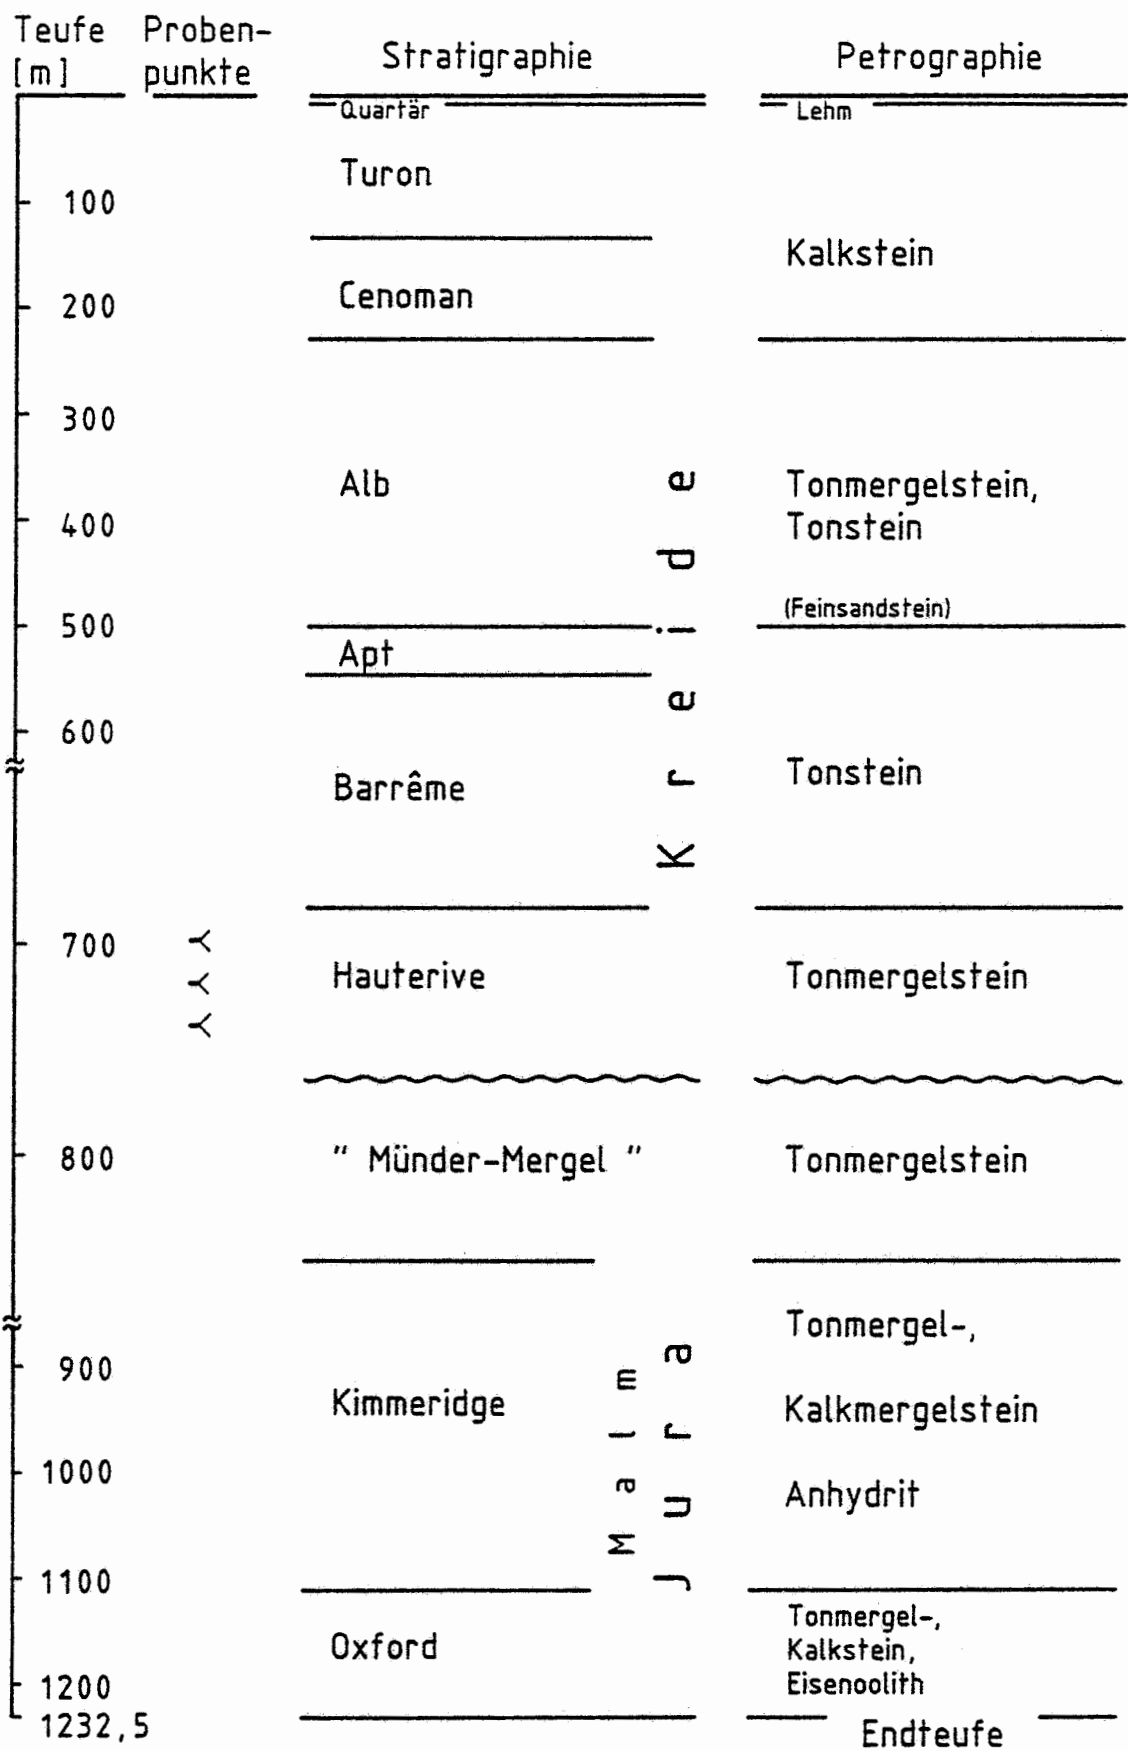 Teufe Proben- Stratigraphie Petrographie
[m] punkte
Quartär Lehm
Turon
100
Kalkstein
Cenoman
200
300
Alb Tonmergelstein,
400 Tonstein
(Feinsandstein)
500
Apt
600
Tonstein
Barrême
Kreide
700
Hauterive Tonmergelstein
800 " Münder-Mergel " Tonmergelstein
Tonmergel-,
900
Kimmeridge Kalkmergelstein
1000
Anhydrit
Malm
Jura
1100
Tonmergel-,
Oxford Kalkstein,
1200 Eisenoolith
1232,5 Endteufe